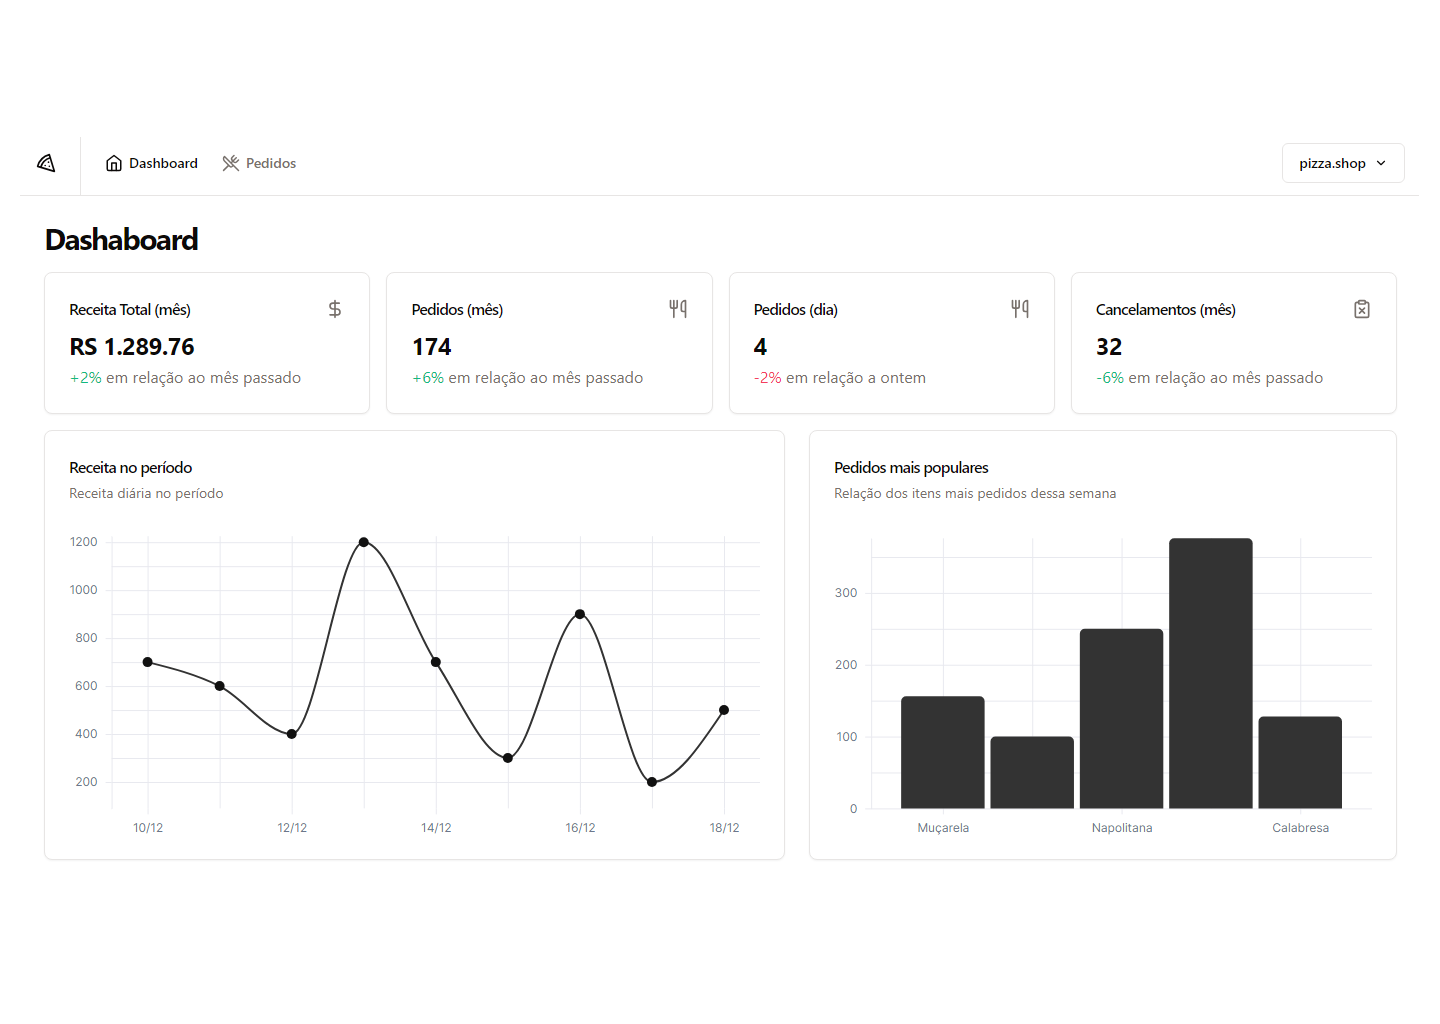 Dashboard
Pedidos
pizza.shop
Dashaboard
Receita Total (mês)
RS 1.289.76
+2% em relação ao mês passado
Pedidos (mês)
174
+6% em relação ao mês passado
Pedidos (dia)
4
-2% em relação a ontem
Cancelamentos (mês)
32
-6% em relação ao mês passado
Receita no período
Receita diária no período
1200
1000
800
600
400
200
10/12
12/12
14/12
16/12
18/12
Pedidos mais populares
Relação dos itens mais pedidos dessa semana
300
200
100
0
Muçarela
Napolitana
Calabresa